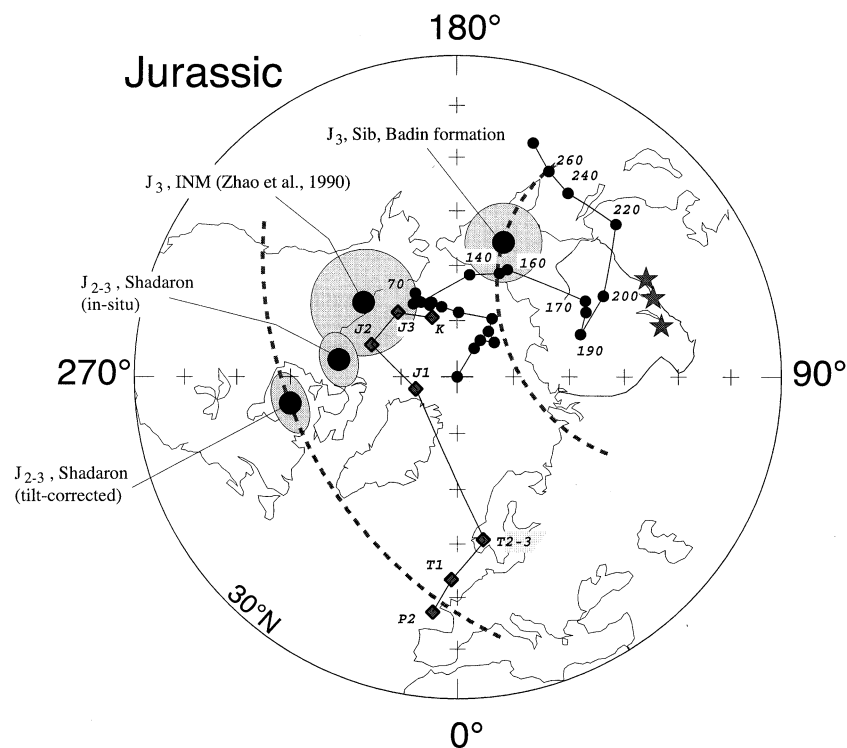 180°
Jurassic
J3, Sib, Badin formation
260
240
J3, INM (Zhao et al., 1990)
220
140
160
J2-3, Shadaron
(in-situ)
70
170
200
J2
J3
K
190
270°
J1
90°
J2-3, Shadaron
(tilt-corrected)
T2-3
T1
30°N
P2
0°